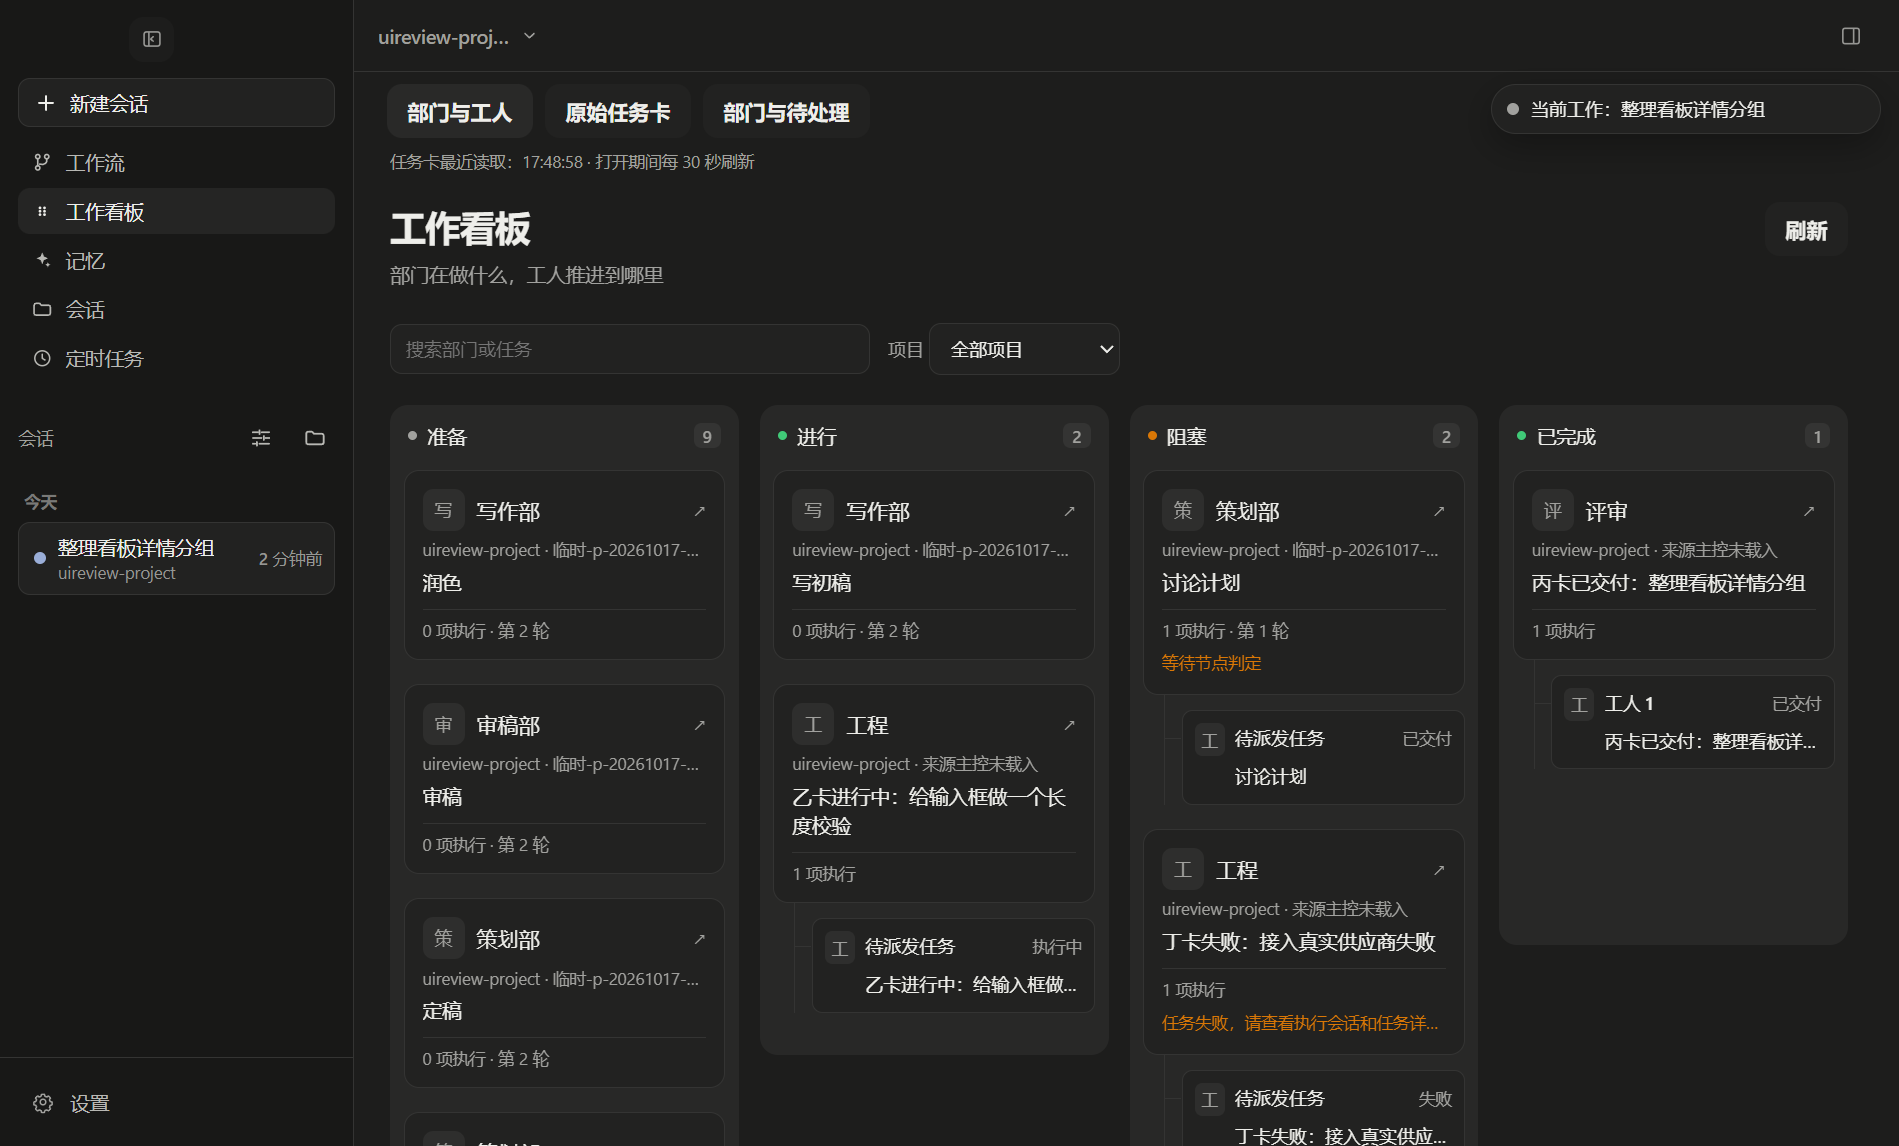 新建会话
工作流
工作看板
记忆
会话
定时任务
会话
今天
整理看板详情分组
uireview-project
2 分钟前
设置
uireview-proj...
部门与工人
原始任务卡
部门与待处理
当前工作：整理看板详情分组
任务卡最近读取：17:48:58 · 打开期间每 30 秒刷新
工作看板
刷新
部门在做什么，工人推进到哪里
搜索部门或任务
项目
全部项目
准备
9
写
写作部
uireview-project · 临时-p-20261017-...
润色
0 项执行 · 第 2 轮
审
审稿部
uireview-project · 临时-p-20261017-...
审稿
0 项执行 · 第 2 轮
策
策划部
uireview-project · 临时-p-20261017-...
定稿
0 项执行 · 第 2 轮
进行
2
写
写作部
uireview-project · 临时-p-20261017-...
写初稿
0 项执行 · 第 2 轮
工
工程
uireview-project · 来源主控未载入
乙卡进行中：给输入框做一个长
度校验
1 项执行
工
待派发任务
执行中
乙卡进行中：给输入框做...
阻塞
2
策
策划部
uireview-project · 临时-p-20261017-...
讨论计划
1 项执行 · 第 1 轮
等待节点判定
工
待派发任务
已交付
讨论计划
工
工程
uireview-project · 来源主控未载入
丁卡失败：接入真实供应商失败
1 项执行
任务失败，请查看执行会话和任务详...
工
待派发任务
失败
丁卡失败：接入真实供应...
已完成
1
评
评审
uireview-project · 来源主控未载入
丙卡已交付：整理看板详情分组
1 项执行
工
工人 1
已交付
丙卡已交付：整理看板详...